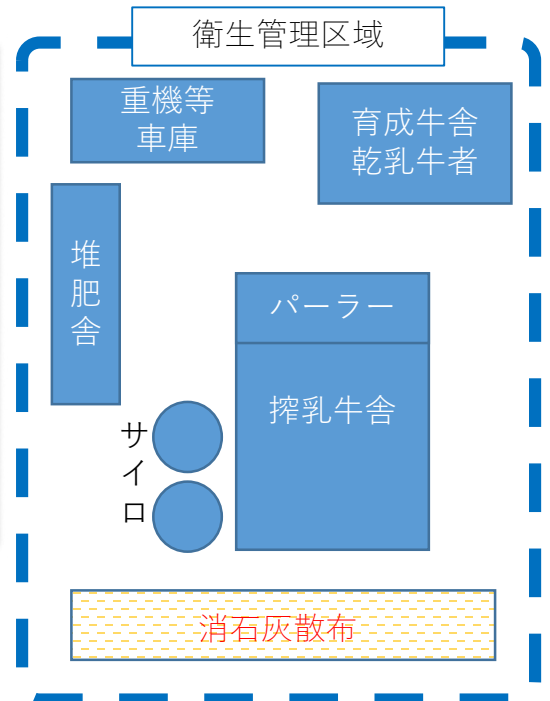 衛生管理区域
重機等
車庫
育成牛舎
乾乳牛者
堆肥舎
パーラー
搾乳牛舎
サイロ
消石灰散布